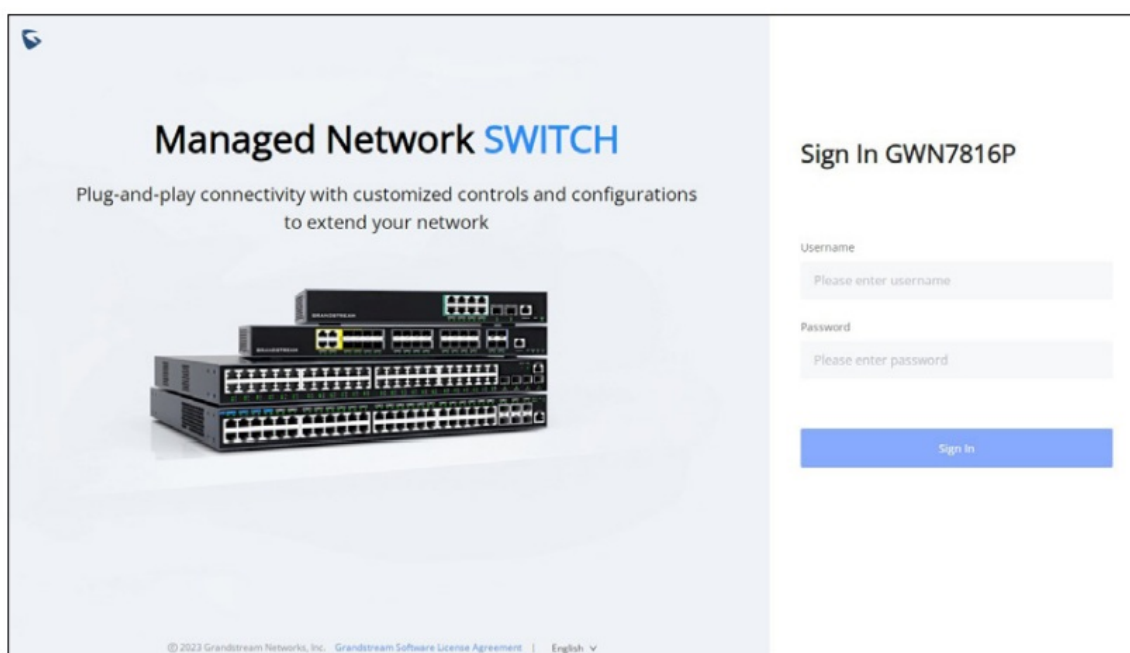 Managed Network SWITCH
Plug-and-play connectivity with customized controls and configurations
to extend your network
GRANDSTREAM
GRANDSTREAM
© 2023 Grandstream Networks, Inc. Grandstream Software License Agreement | English
Sign In GWN7816P
Username
Please enter username
Password
Please enter password
Sign In